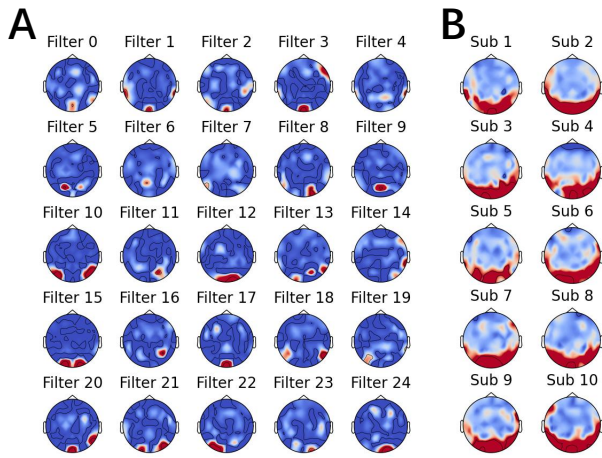 A
B
Filter 0 Filter 1 Filter 2 Filter 3 Filter 4
Sub 1 Sub 2
Filter 5 Filter 6 Filter 7 Filter 8 Filter 9
Sub 3 Sub 4
Filter 10 Filter 11 Filter 12 Filter 13 Filter 14
Sub 5 Sub 6
Filter 15 Filter 16 Filter 17 Filter 18 Filter 19
Sub 7 Sub 8
Filter 20 Filter 21 Filter 22 Filter 23 Filter 24
Sub 9 Sub 10